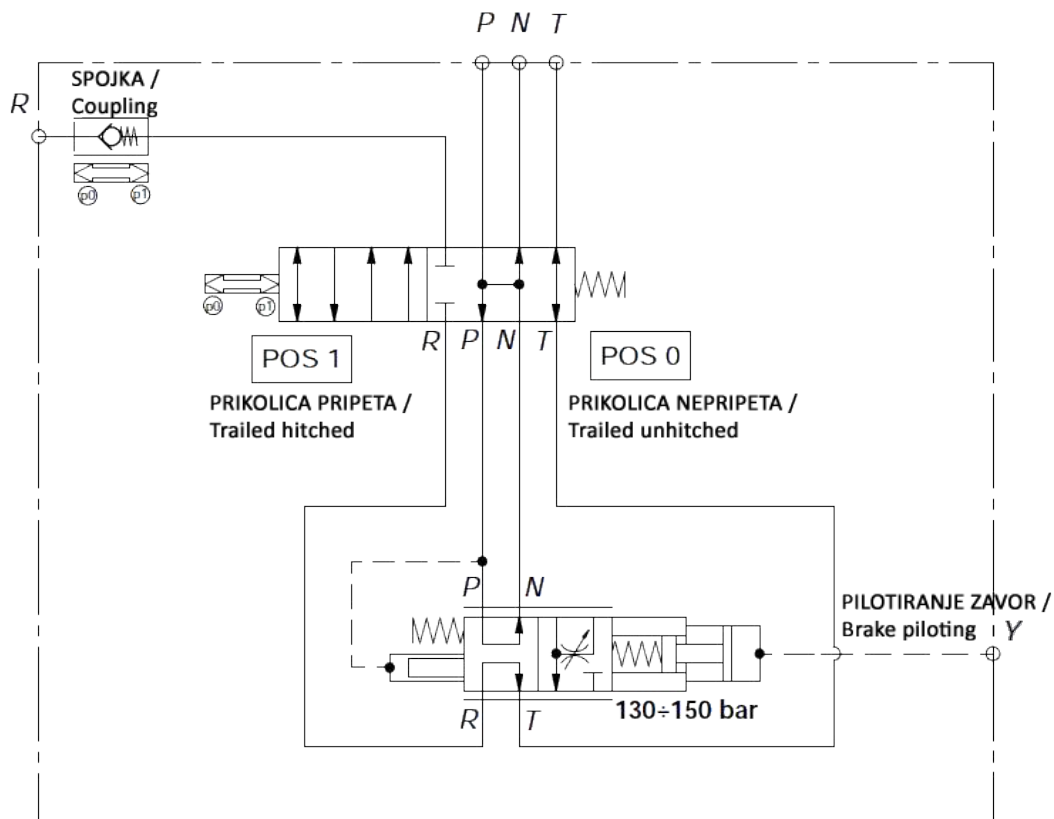 P N T
SPOJKA /
Coupling
R
p0 p1
p0 p1
R P N T
POS 1
POS 0
PRIKOLICA PRIPETA /
Trailed hitched
PRIKOLICA NEPRIPETA /
Trailed unhitched
P N
PILOTIRANJE ZAVOR /
Brake piloting
Y
R T
130÷150 bar